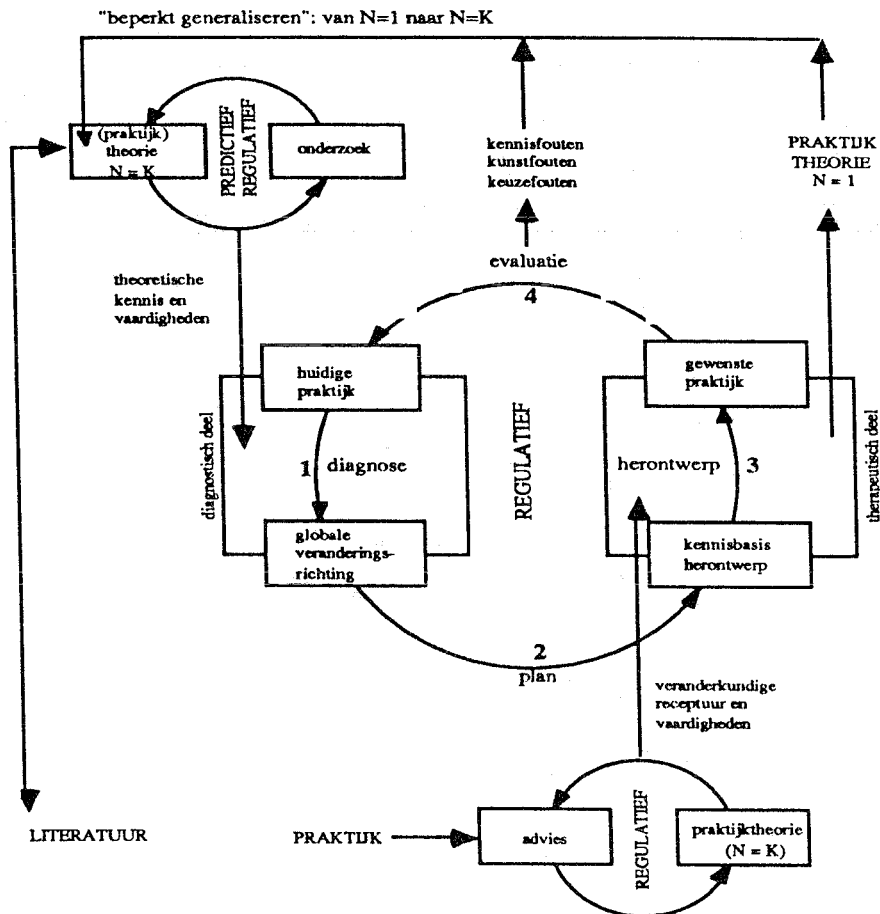 "beperkt generaliseren": van N=1 naar N=K
(praktijk)
theorie
N = K
PREDICTIEF
REGULATIEF
onderzoek
kennisfouten
kunstfouten
keuzefouten
PRAKTIJK
THEORIE
N = 1
theoretische
kennis en
vaardigheden
evaluatie
4
huidige
praktijk
gewenste
praktijk
diagnostisch deel
1 diagnose
REGULATIEF
herontwerp 3
therapeutisch deel
globale
veranderings-
richting
kennisbasis
herontwerp
2
plan
veranderkundige
receptuur en
vaardigheden
LITERATUUR
PRAKTIJK
advies
REGULATIEF
praktijktheorie
(N = K)